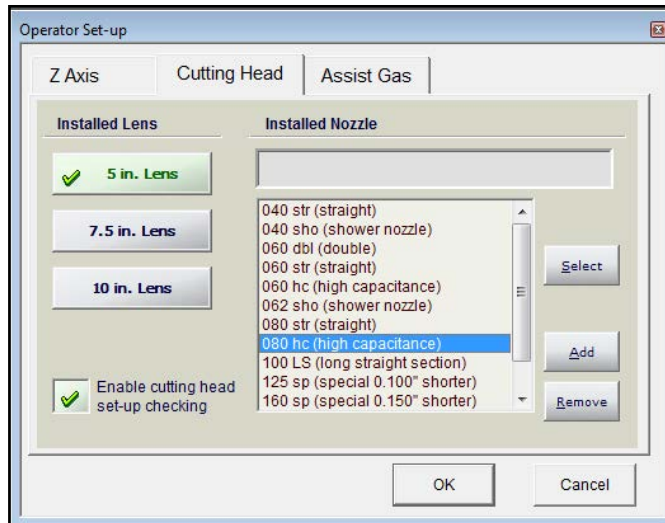 Operator Set-up
Z Axis
Cutting Head
Assist Gas
Installed Lens
Installed Nozzle
5 in. Lens
7.5 in. Lens
10 in. Lens
040 str (straight)
040 sho (shower nozzle)
060 dbl (double)
060 str (straight)
060 hc (high capacitance)
062 sho (shower nozzle)
080 str (straight)
080 hc (high capacitance)
100 LS (long straight section)
125 sp (special 0.100" shorter)
160 sp (special 0.150" shorter)
Select
Add
Remove
Enable cutting head
set-up checking
OK
Cancel